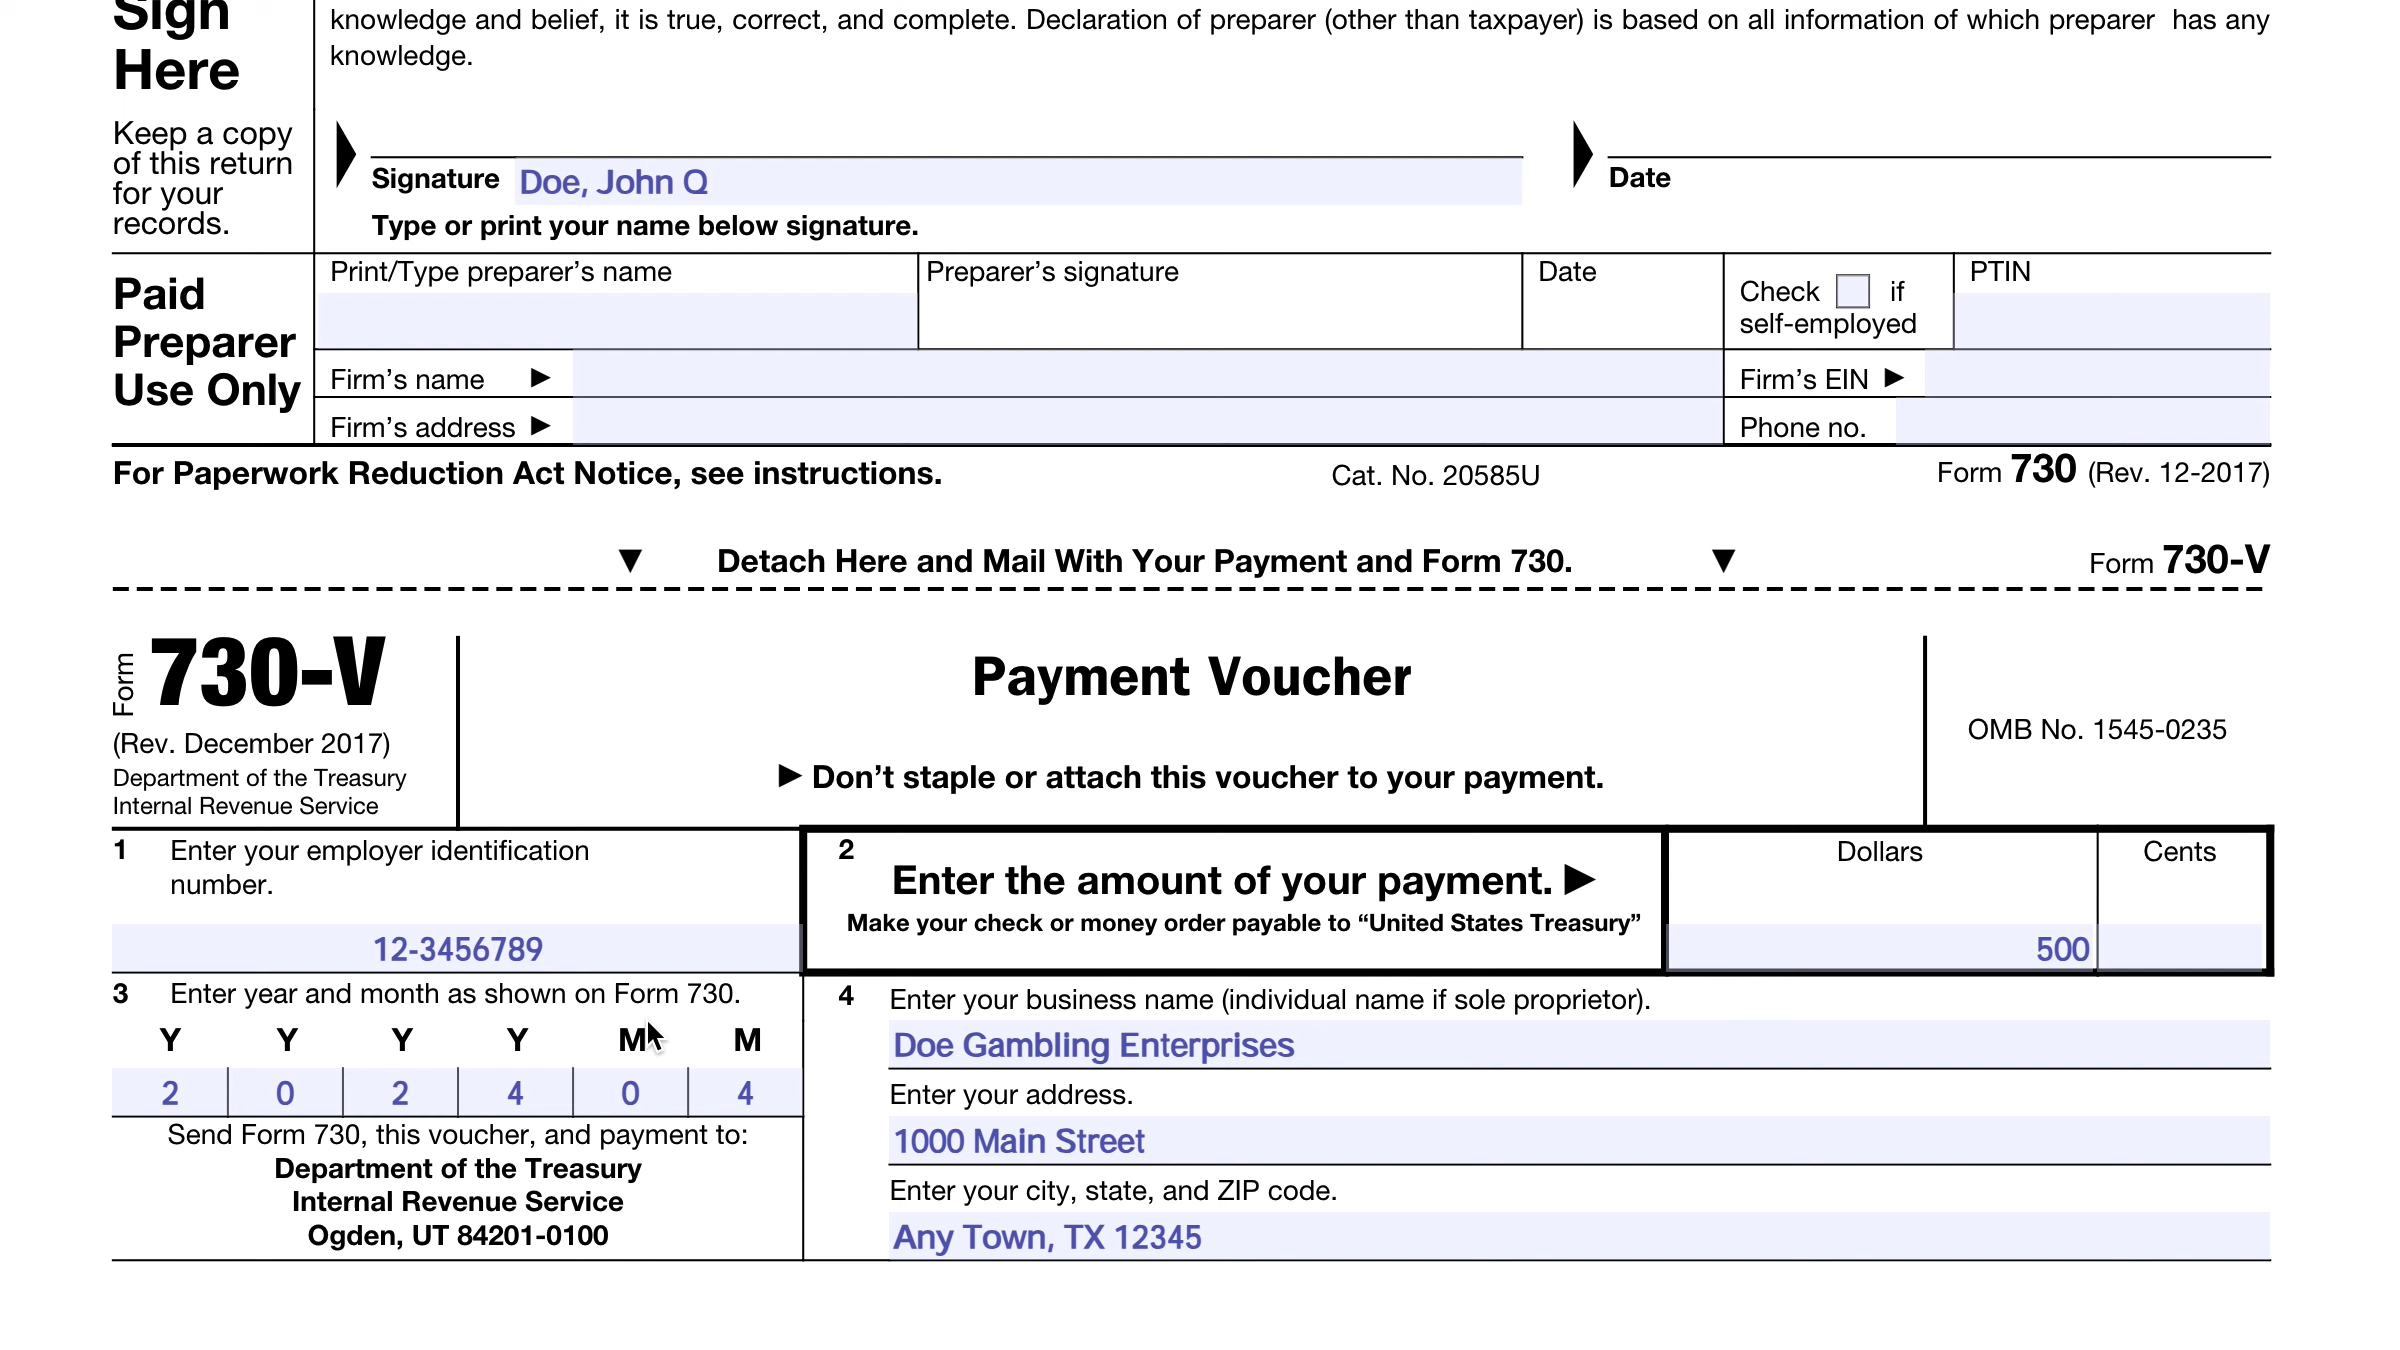 Sign
Here
Keep a copy
of this return
for your
records.
knowledge and belief, it is true, correct, and complete. Declaration of preparer (other than taxpayer) is based on all information of which preparer has any
knowledge.
Signature Doe, John Q
Date
Type or print your name below signature.
Paid
Preparer
Use Only
Print/Type preparer’s name
Preparer’s signature
Date
Check if
self-employed
PTIN
Firm’s name ▶
Firm’s EIN ▶
Firm’s address ▶
Phone no.
For Paperwork Reduction Act Notice, see instructions. Cat. No. 20585U Form 730 (Rev. 12-2017)
▼ Detach Here and Mail With Your Payment and Form 730. ▼ Form 730-V
Form 730-V
(Rev. December 2017)
Department of the Treasury
Internal Revenue Service
Payment Voucher
▶ Don’t staple or attach this voucher to your payment.
OMB No. 1545-0235
1 Enter your employer identification
number.
12-3456789
2
Enter the amount of your payment. ▶
Make your check or money order payable to “United States Treasury”
Dollars
Cents
500
3 Enter year and month as shown on Form 730.
Y Y Y Y M M
2 0 2 4 0 4
Send Form 730, this voucher, and payment to:
Department of the Treasury
Internal Revenue Service
Ogden, UT 84201-0100
4 Enter your business name (individual name if sole proprietor).
Doe Gambling Enterprises
Enter your address.
1000 Main Street
Enter your city, state, and ZIP code.
Any Town, TX 12345